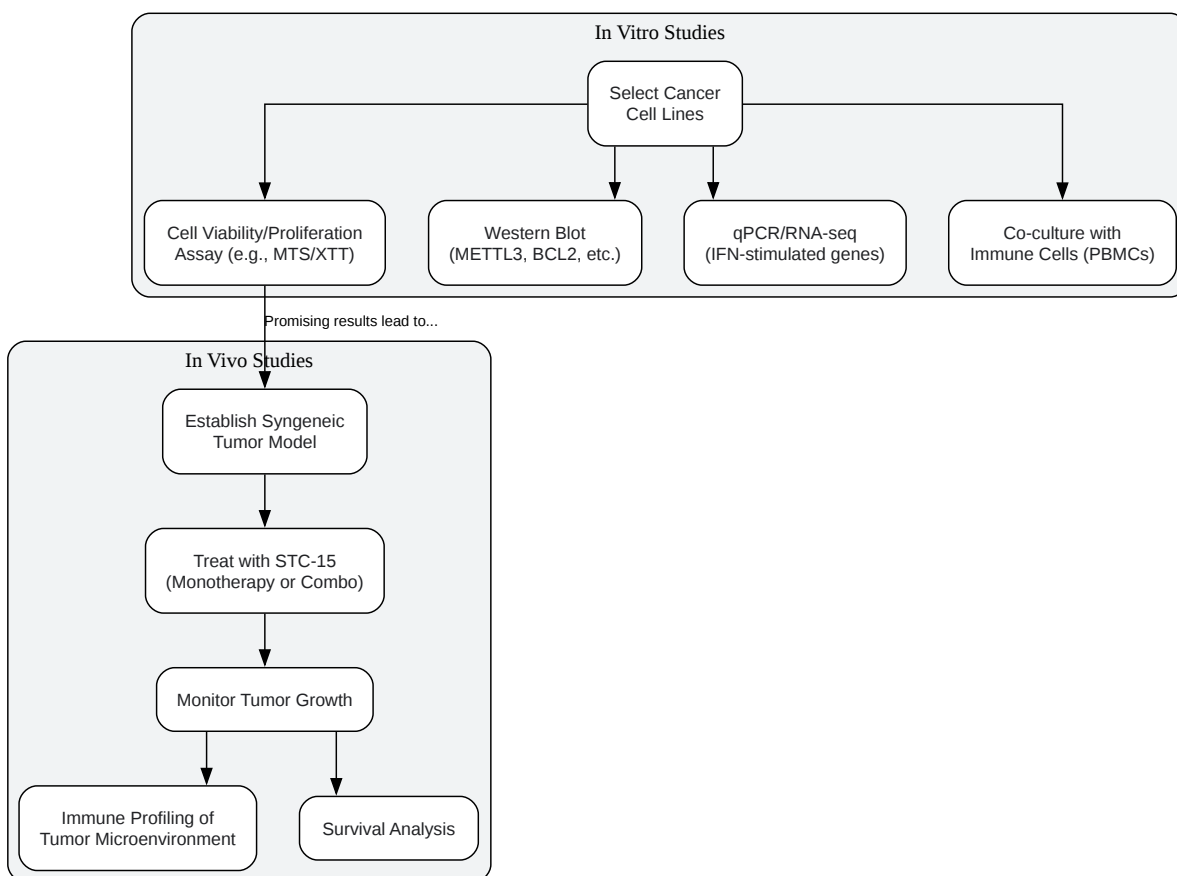 In Vitro Studies
Select Cancer
Cell Lines
Cell Viability/Proliferation
Assay (e.g., MTS/XTT)
Western Blot
(METTL3, BCL2, etc.)
qPCR/RNA-seq
(IFN-stimulated genes)
Co-culture with
Immune Cells (PBMCs)
Promising results lead to...
In Vivo Studies
Establish Syngeneic
Tumor Model
Treat with STC-15
(Monotherapy or Combo)
Monitor Tumor Growth
Immune Profiling of
Tumor Microenvironment
Survival Analysis